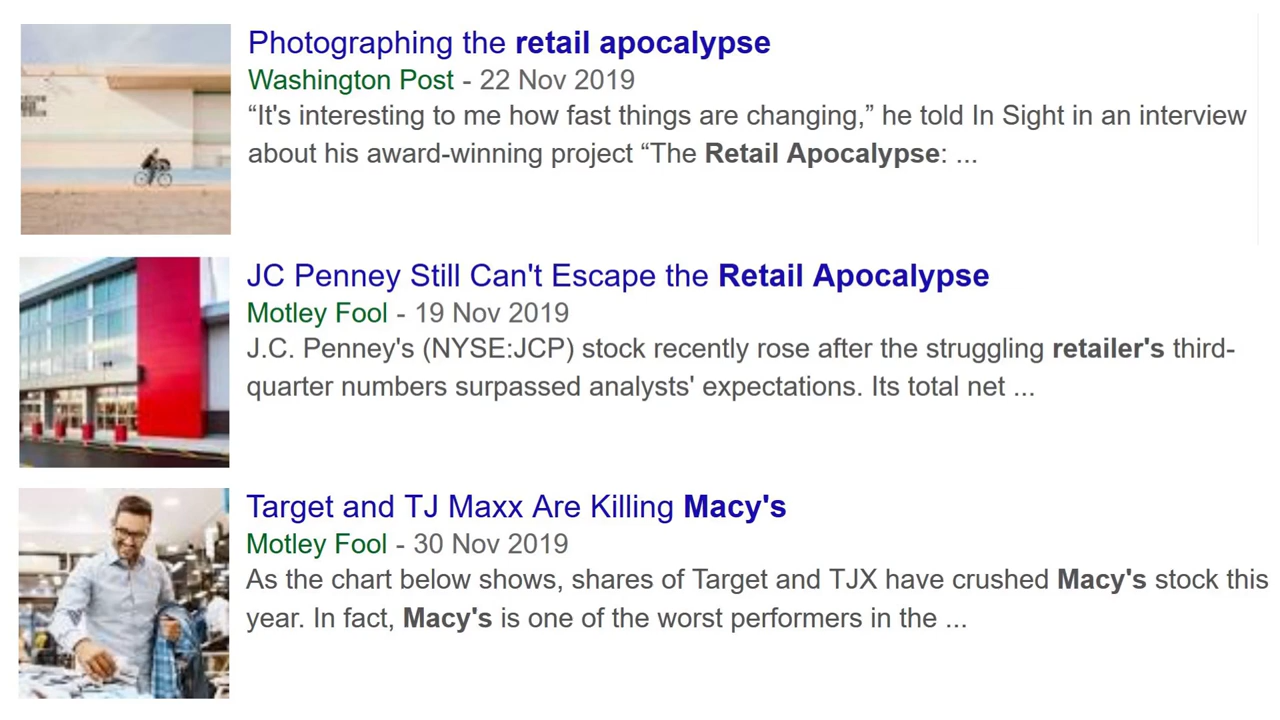 Photographing the retail apocalypse
Washington Post - 22 Nov 2019
“It's interesting to me how fast things are changing,” he told In Sight in an interview
about his award-winning project “The Retail Apocalypse: ...
JC Penney Still Can't Escape the Retail Apocalypse
Motley Fool - 19 Nov 2019
J.C. Penney's (NYSE:JCP) stock recently rose after the struggling retailer's third-
quarter numbers surpassed analysts' expectations. Its total net ...
Target and TJ Maxx Are Killing Macy's
Motley Fool - 30 Nov 2019
As the chart below shows, shares of Target and TJX have crushed Macy's stock this
year. In fact, Macy's is one of the worst performers in the ...